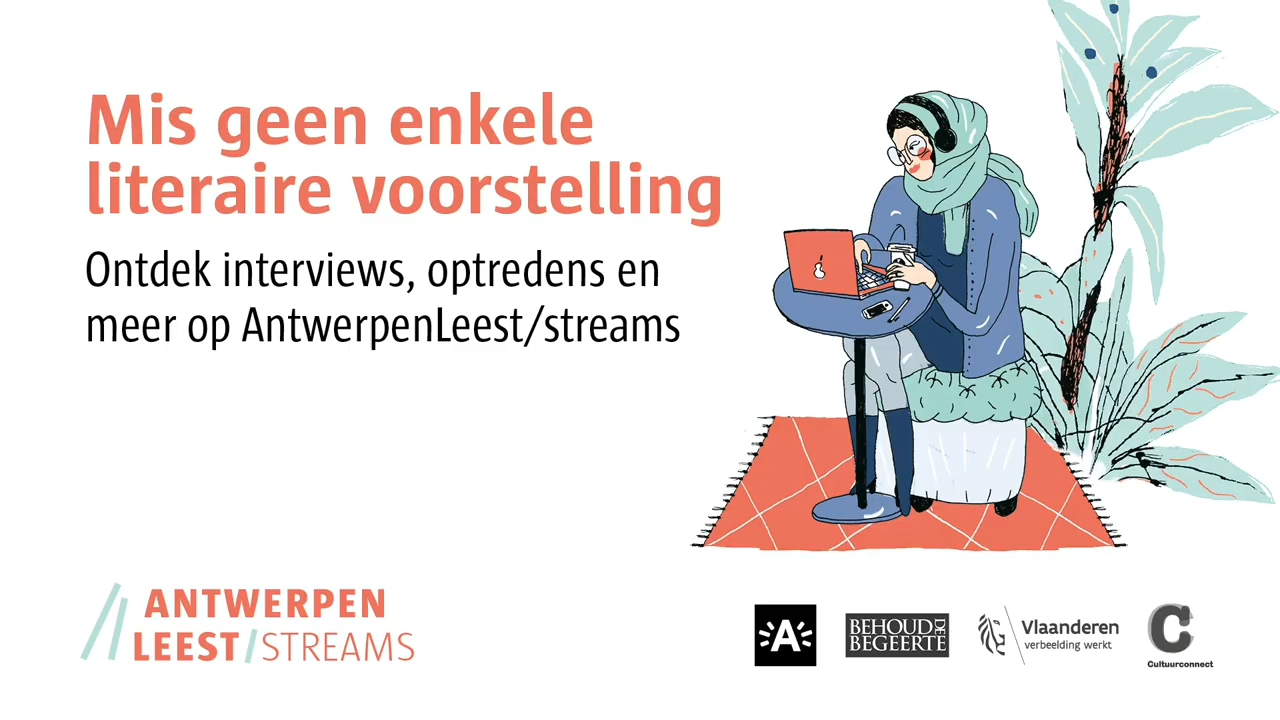 Mis geen enkele
literaire voorstelling
Ontdek interviews, optredens en
meer op AntwerpenLeest/streams
ANTWERPEN
LEEST/STREAMS
A
BEHOUD DE
BEGEERTE
Vlaanderen
verbeelding werkt
C
Cultuurconnect